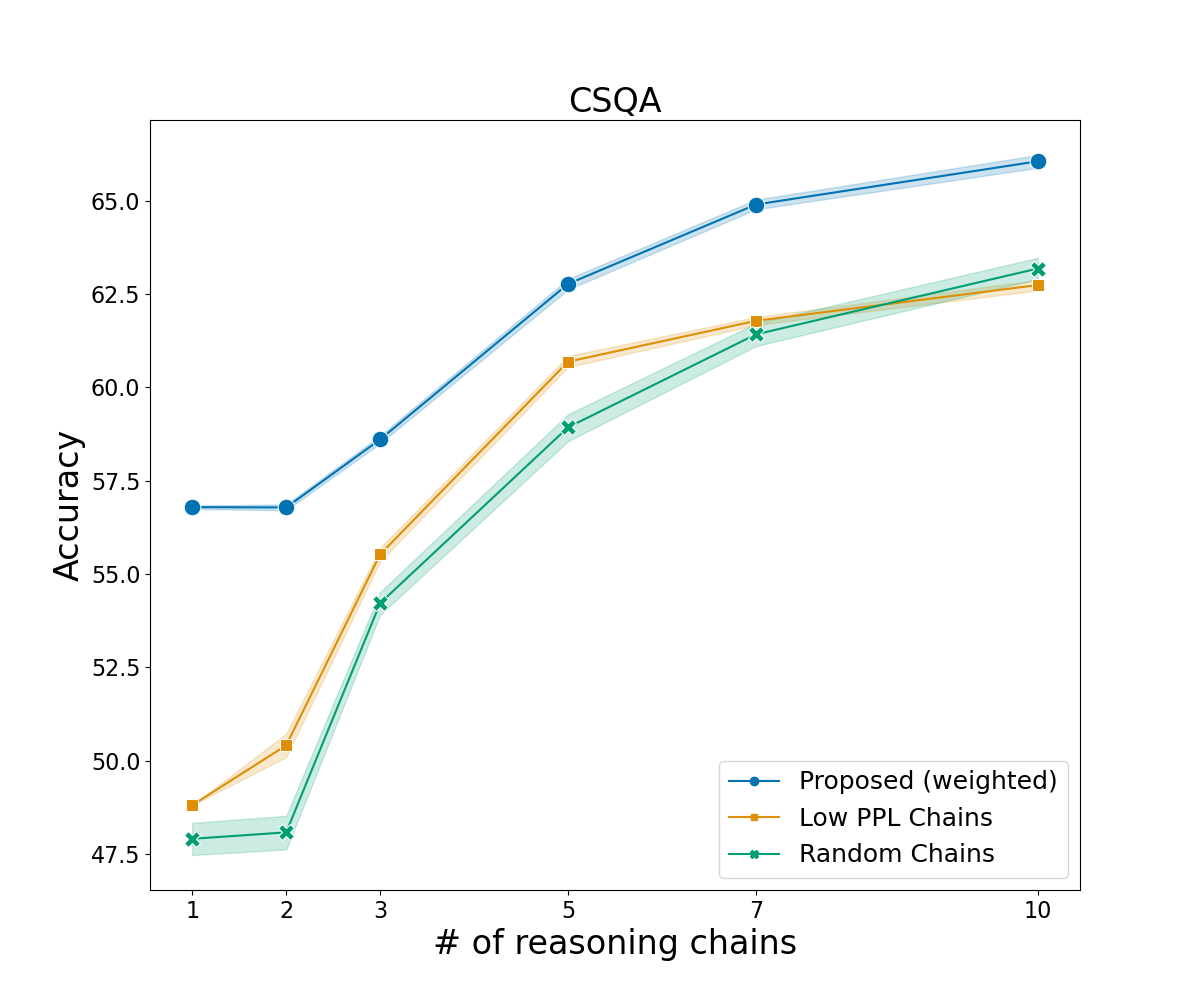 CSQA
Accuracy
65.0
62.5
60.0
57.5
55.0
52.5
50.0
47.5
Proposed (weighted)
Low PPL Chains
Random Chains
1 2 3 5 7 10
# of reasoning chains